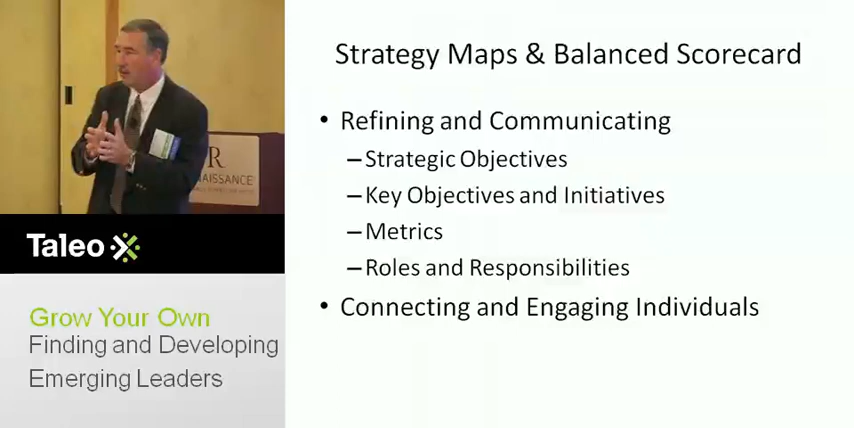 R
NAISSANCE
Taleo
Grow Your Own
Finding and Developing
Emerging Leaders
Strategy Maps & Balanced Scorecard
• Refining and Communicating
–Strategic Objectives
–Key Objectives and Initiatives
–Metrics
–Roles and Responsibilities
• Connecting and Engaging Individuals